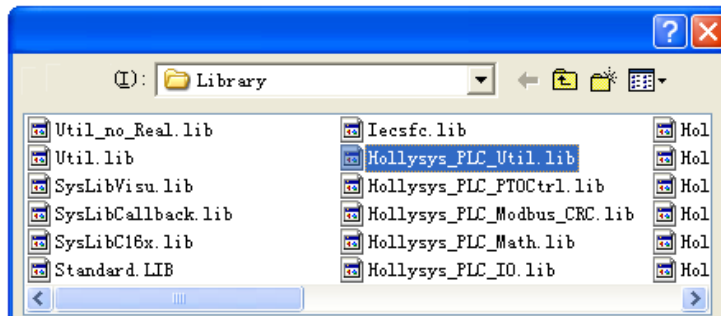 (I): Library
Util_no_Real.lib
Util.lib
SysLibVisu.lib
SysLibCallback.lib
SysLibC16x.lib
Standard.LIB
Iecsfc.lib
Hollysys_PLC_Util.lib
Hollysys_PLC_PTOCtrl.lib
Hollysys_PLC_Modbus_CRC.lib
Hollysys_PLC_Math.lib
Hollysys_PLC_IO.lib
Hol
Hol
Hol
Hol
Hol
Hol